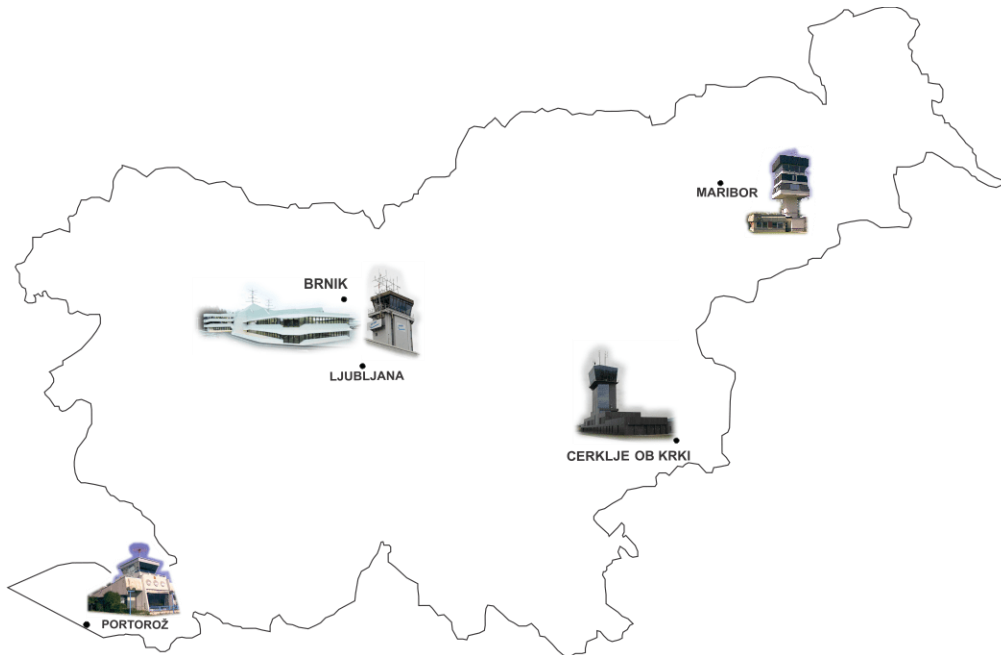 MARIBOR
BRNIK
LJUBLJANA
CERKLJE OB KRKI
PORTOROŽ